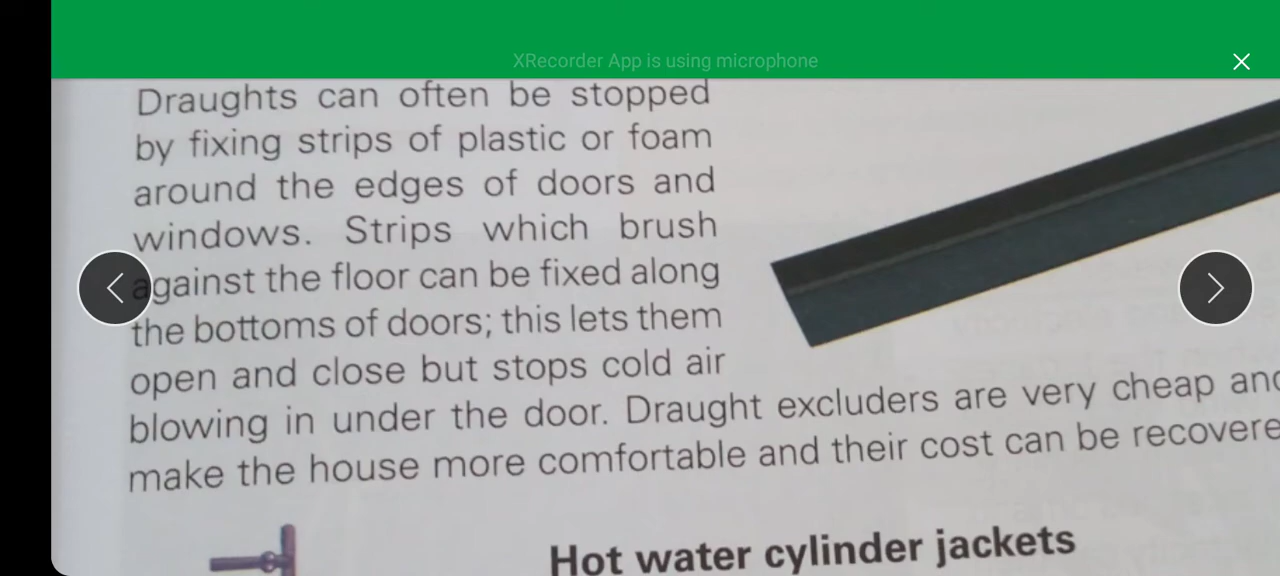 XRecorder App is using microphone
Draughts can often be stopped
by fixing strips of plastic or foam
around the edges of doors and
windows. Strips which brush
against the floor can be fixed along
the bottoms of doors; this lets them
open and close but stops cold air
blowing in under the door. Draught excluders are very cheap and
make the house more comfortable and their cost can be recovere
Hot water cylinder jackets